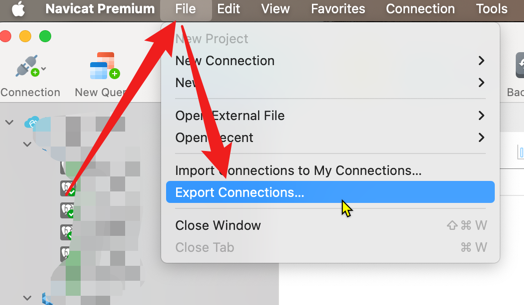 Navicat Premium File Edit View Favorites Connection Tools
New Project
New Connection
New
Open External File
Open Recent
Import Connections to My Connections...
Export Connections...
Close Window ⇧⌘W
Close Tab ⌘W
Connection New